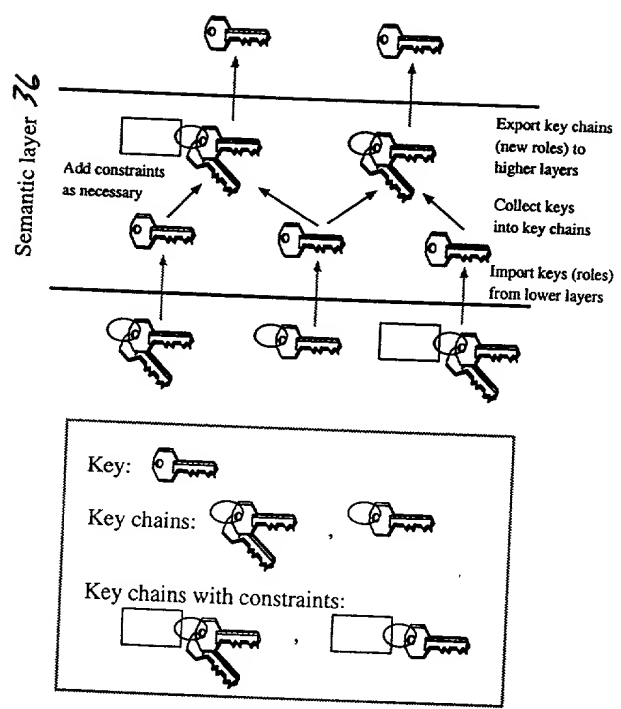 Semantic layer 36
Export key chains
(new roles) to
higher layers
Add constraints
as necessary
Collect keys
into key chains
Import keys (roles)
from lower layers
Key:
Key chains: ,
Key chains with constraints:
,